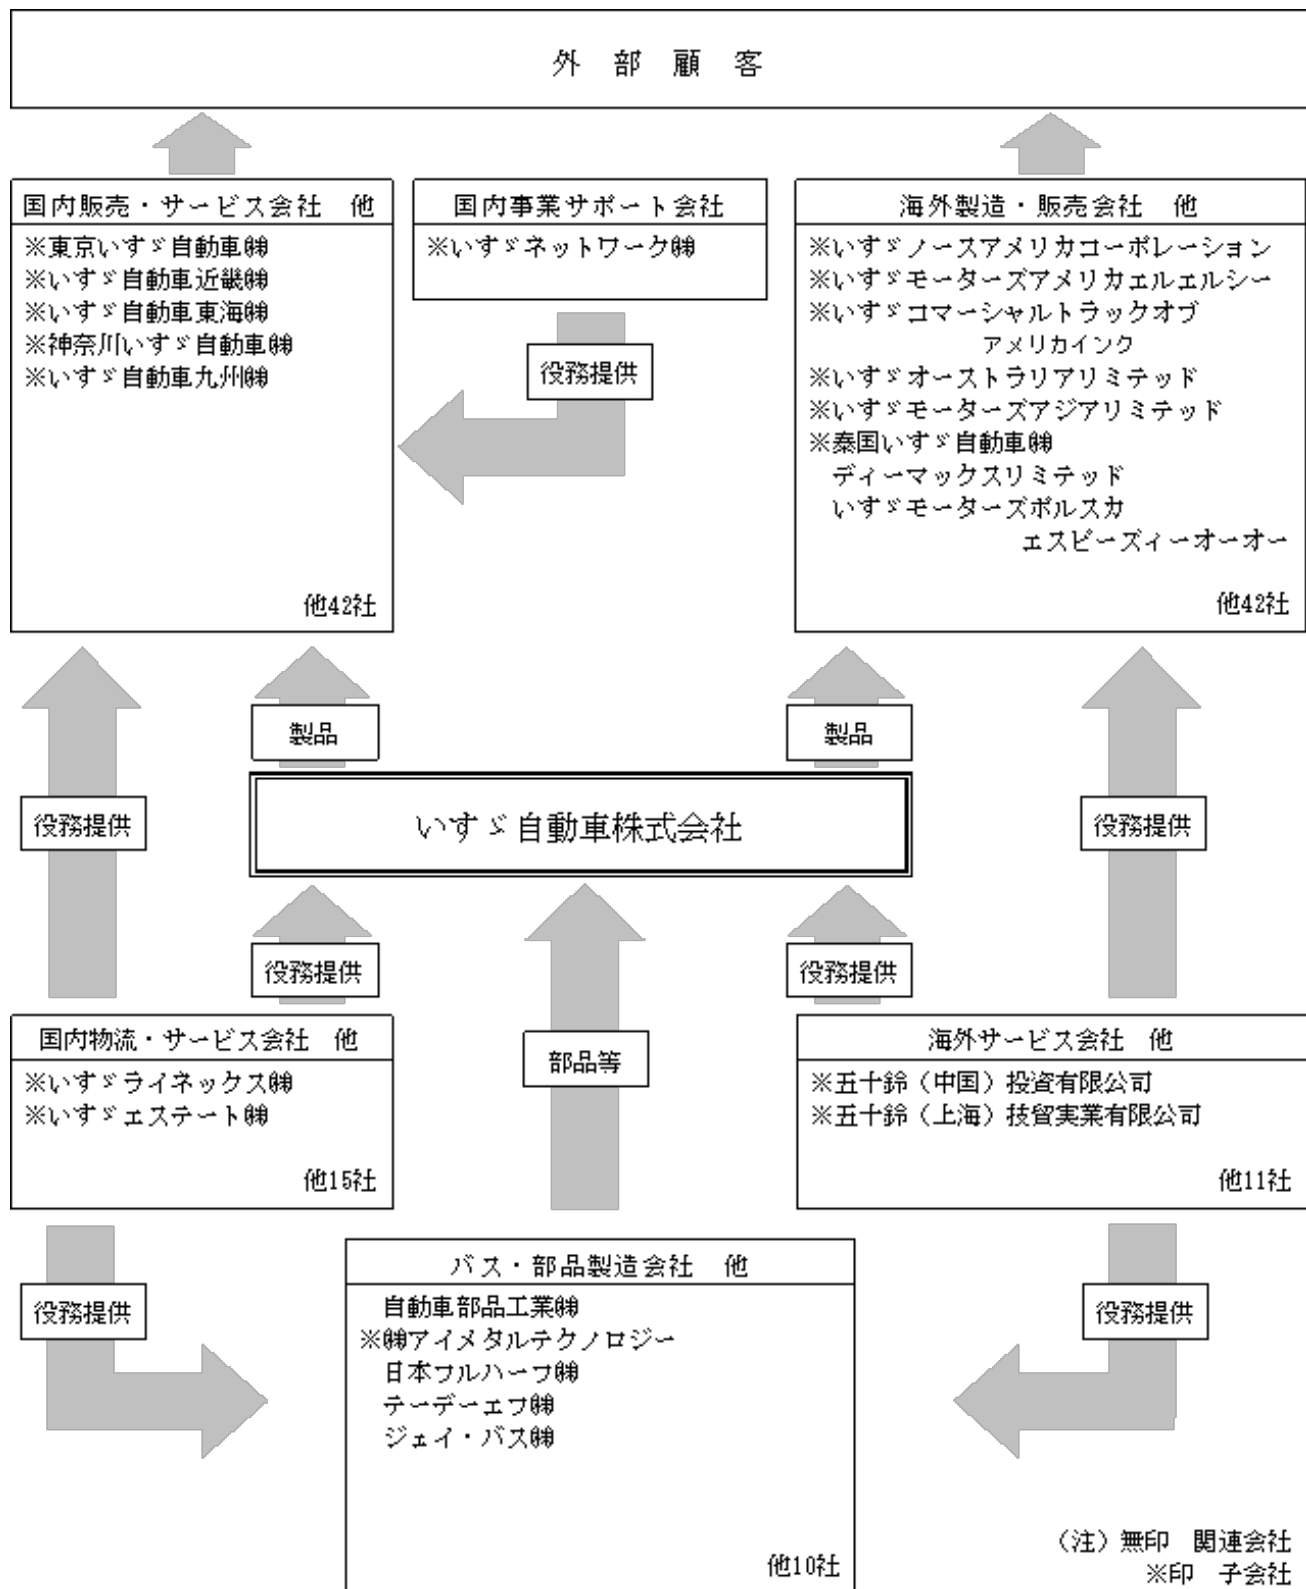 外部顧客
国内販売・サービス会社 他
※東京いすゞ自動車㈱
※いすゞ自動車近畿㈱
※いすゞ自動車東海㈱
※神奈川いすゞ自動車㈱
※いすゞ自動車九州㈱
他42社
国内事業サポート会社
※いすゞネットワーク㈱
役務提供
海外製造・販売会社 他
※いすゞノースアメリカコーポレーション
※いすゞモーターズアメリカエルエルシー
※いすゞコマーシャルトラックオブ
アメリカインク
※いすゞオーストラリアリミテッド
※いすゞモーターズアジアリミテッド
※泰国いすゞ自動車㈱
ディーマックスリミテッド
いすゞモーターズポルスカ
エスピーズィーオーオー
他42社
製品
製品
役務提供
いすゞ自動車株式会社
役務提供
役務提供
役務提供
部品等
国内物流・サービス会社 他
※いすゞライネックス㈱
※いすゞエステート㈱
他15社
海外サービス会社 他
※五十鈴（中国）投資有限公司
※五十鈴（上海）技貿実業有限公司
他11社
役務提供
バス・部品製造会社 他
自動車部品工業㈱
※㈱アイメタルテクノロジー
日本フルハーフ㈱
テーデーエフ㈱
ジェイ・バス㈱
他10社
役務提供
（注）無印 関連会社
※印 子会社